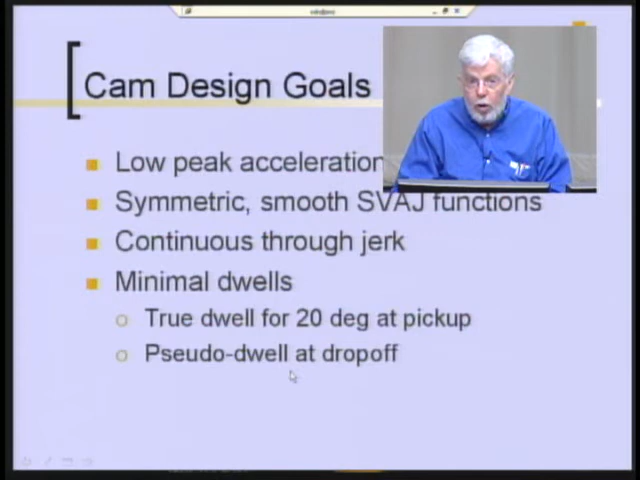 Cam Design Goals
Low peak acceleration
Symmetric, smooth SVAJ functions
Continuous through jerk
Minimal dwells
True dwell for 20 deg at pickup
Pseudo-dwell at dropoff